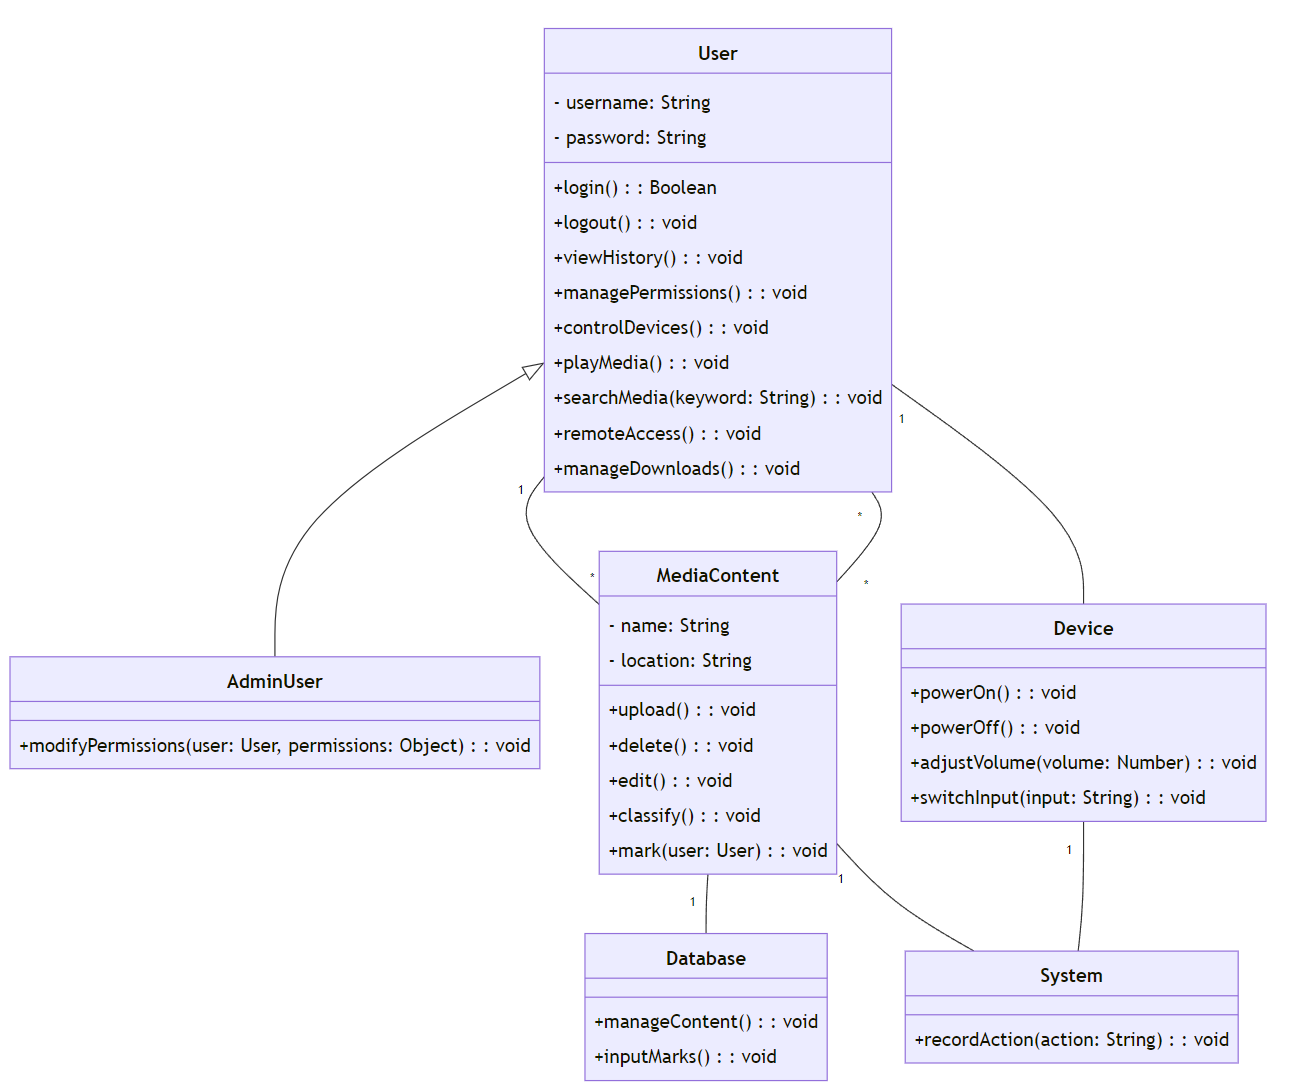 User
- username: String
- password: String
+login() : : Boolean
+logout() : : void
+viewHistory() : : void
+managePermissions() : : void
+controlDevices() : : void
+playMedia() : : void
+searchMedia(keyword: String) : : void
+remoteAccess() : : void
+manageDownloads() : : void
1
1
*
*
*
MediaContent
- name: String
- location: String
+upload() : : void
+delete() : : void
+edit() : : void
+classify() : : void
+mark(user: User) : : void
Device
+powerOn() : : void
+powerOff() : : void
+adjustVolume(volume: Number) : : void
+switchInput(input: String) : : void
AdminUser
+modifyPermissions(user: User, permissions: Object) : : void
1
1
1
Database
+manageContent() : : void
+inputMarks() : : void
System
+recordAction(action: String) : : void